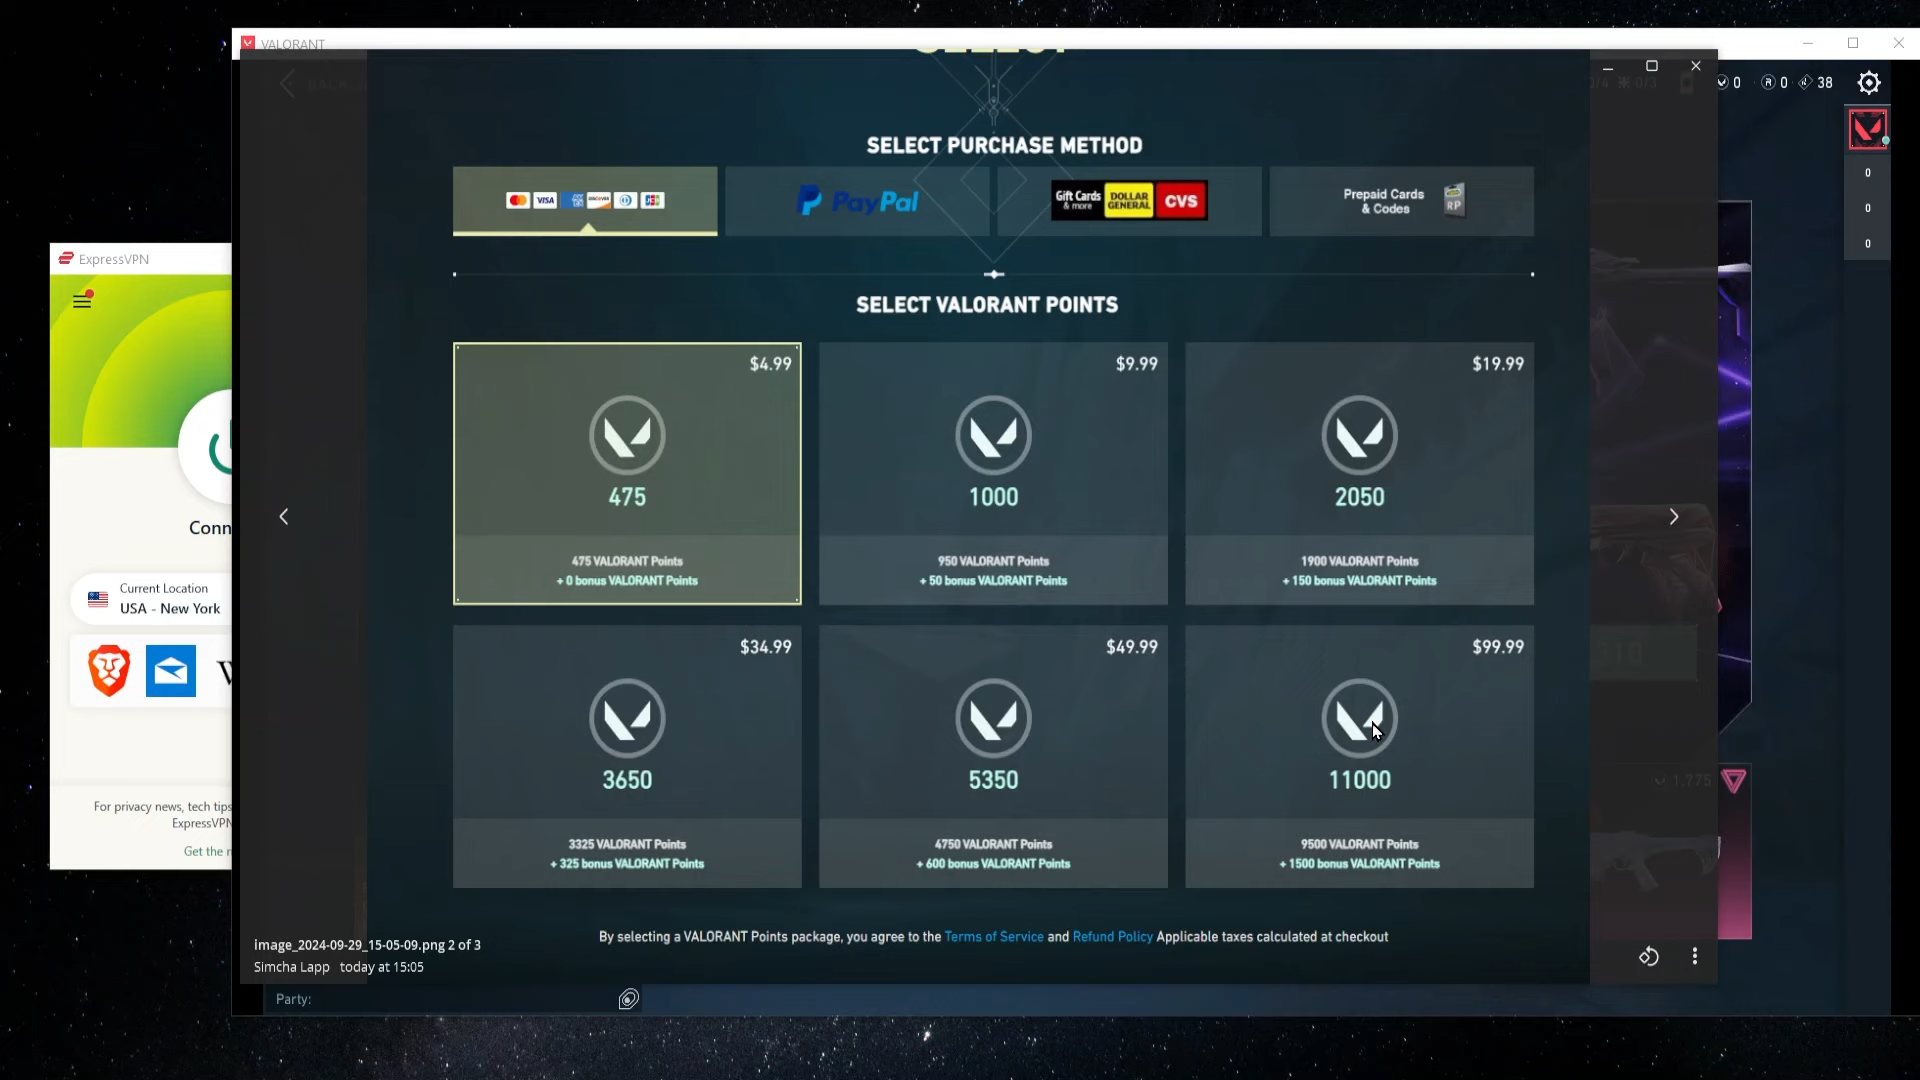 VALORANT
0
0
38
SELECT PURCHASE METHOD
VISA
PayPal
Gift Cards & more
DOLLAR GENERAL
CVS
Prepaid Cards & Codes
RP
0
0
0
ExpressVPN
SELECT VALORANT POINTS
$4.99
475
475 VALORANT Points
+ 0 bonus VALORANT Points
$9.99
1000
950 VALORANT Points
+ 50 bonus VALORANT Points
$19.99
2050
1900 VALORANT Points
+ 150 bonus VALORANT Points
Conn
Current Location
USA - New York
$34.99
3650
3325 VALORANT Points
+ 325 bonus VALORANT Points
$49.99
5350
4750 VALORANT Points
+ 600 bonus VALORANT Points
$99.99
11000
9500 VALORANT Points
+ 1500 bonus VALORANT Points
1,775
For privacy news, tech tips
ExpressVPN
Get the
By selecting a VALORANT Points package, you agree to the Terms of Service and Refund Policy Applicable taxes calculated at checkout
image_2024-09-29_15-05-09.png 2 of 3
Simcha Lapp today at 15:05
Party: